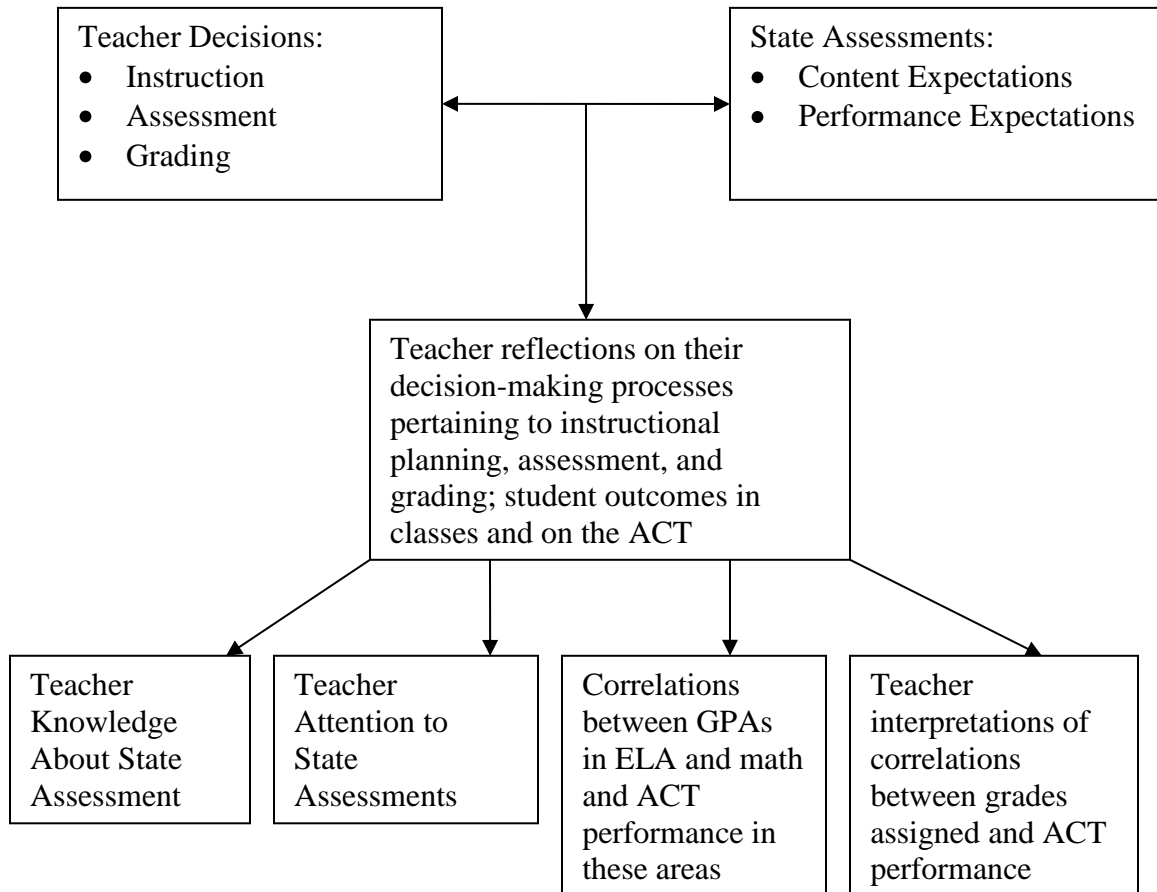 Teacher Decisions:
• Instruction
• Assessment
• Grading
State Assessments:
• Content Expectations
• Performance Expectations
Teacher reflections on their
decision-making processes
pertaining to instructional
planning, assessment, and
grading; student outcomes in
classes and on the ACT
Teacher
Knowledge
About State
Assessment
Teacher
Attention to
State
Assessments
Correlations
between GPAs
in ELA and math
and ACT
performance in
these areas
Teacher
interpretations of
correlations
between grades
assigned and ACT
performance